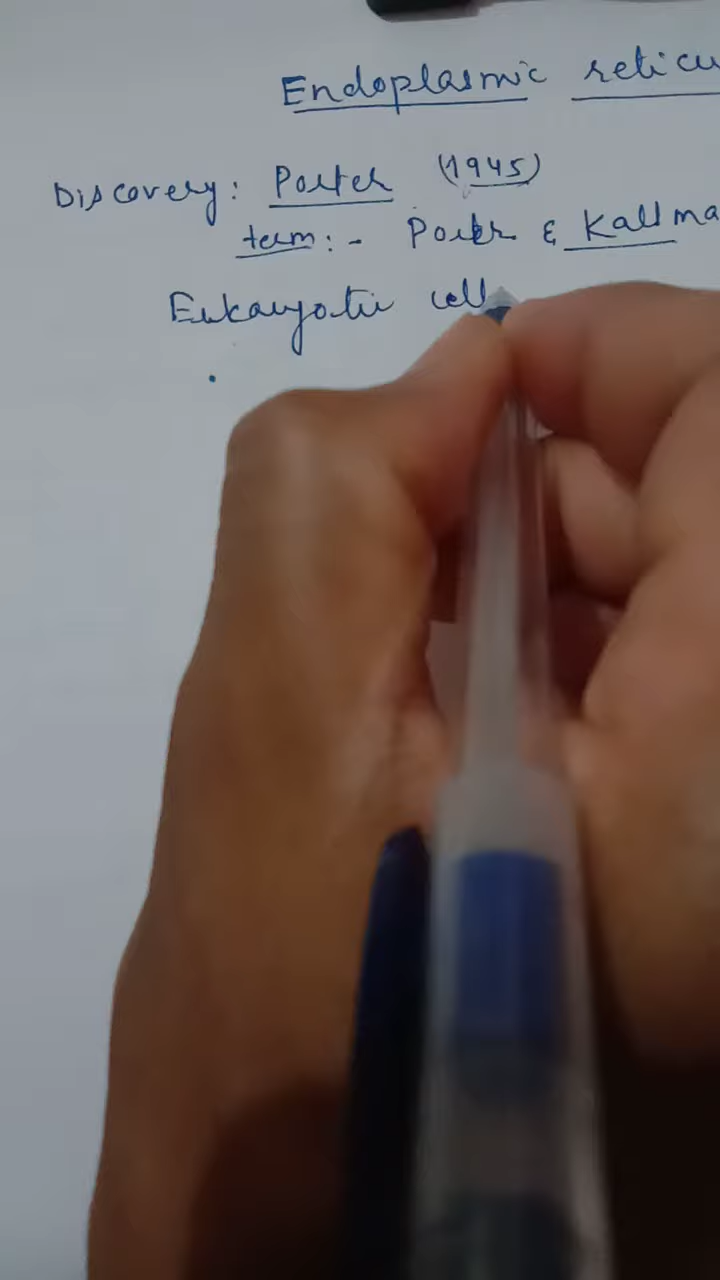 Endoplasmic reticu
Discovery: Porter (1945)
term:- Porter & Kallma
Eukaryotic cell